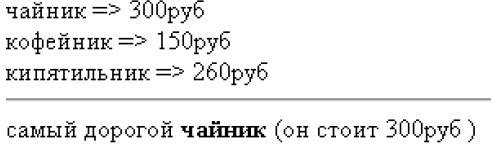 чайник => 300руб
кофейник => 150руб
кипятильник => 260руб
самый дорогой чайник (он стоит 300руб )